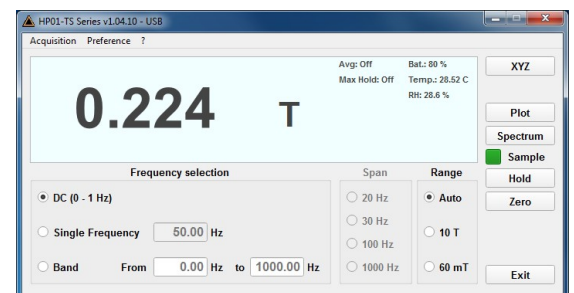 HP01-TS Series v1.04.10 - USB
Acquisition Preference ?
Avg: Off Bat.: 80 %
Max Hold: Off Temp.: 28.52 C
RH: 28.6 %
0.224 T
XYZ
Plot
Spectrum
Sample
Hold
Zero
Exit
Frequency selection
DC (0 - 1 Hz)
Single Frequency 50.00 Hz
Band From 0.00 Hz to 1000.00 Hz
Span
20 Hz
30 Hz
100 Hz
1000 Hz
Range
Auto
10 T
60 mT